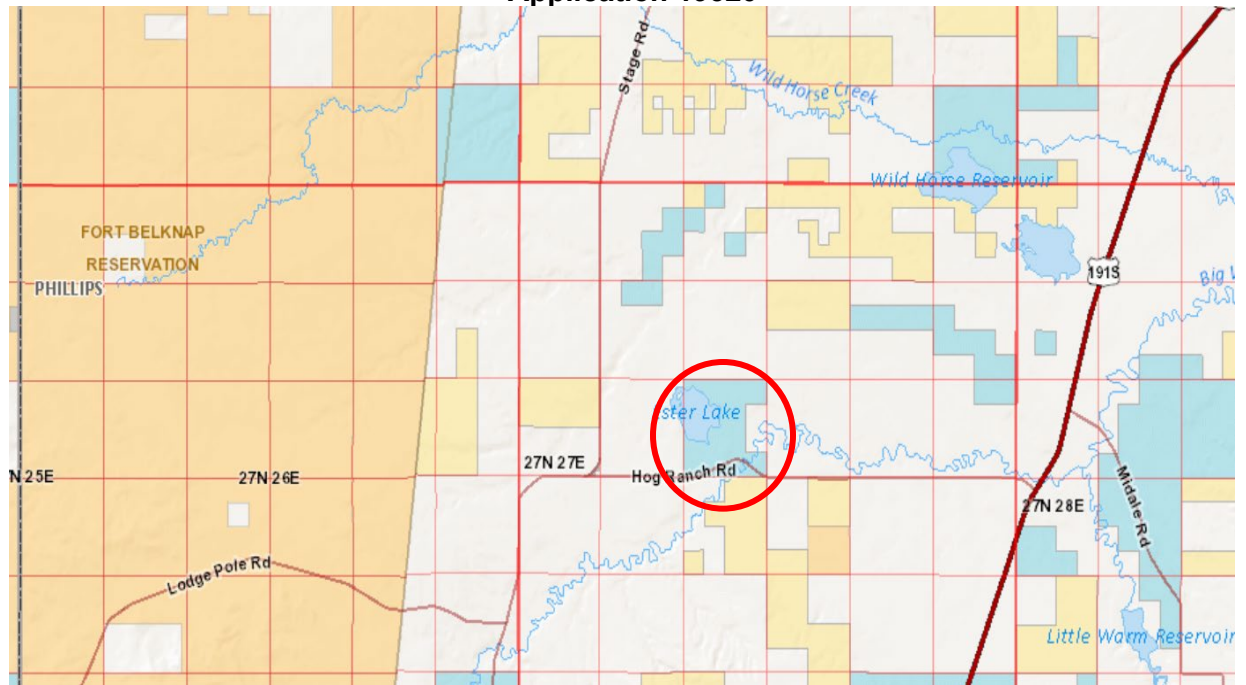 Stage Rd
Wild Horse Creek
Wild Horse Reservoir
FORT BELKNAP
RESERVATION
PHILLIPS
191S
Big
ster Lake
27N 27E
Hog Ranch Rd
N 25E
27N 26E
27N 28E
Midale Rd
Lodge Pole Rd
Little Warm Reservoir